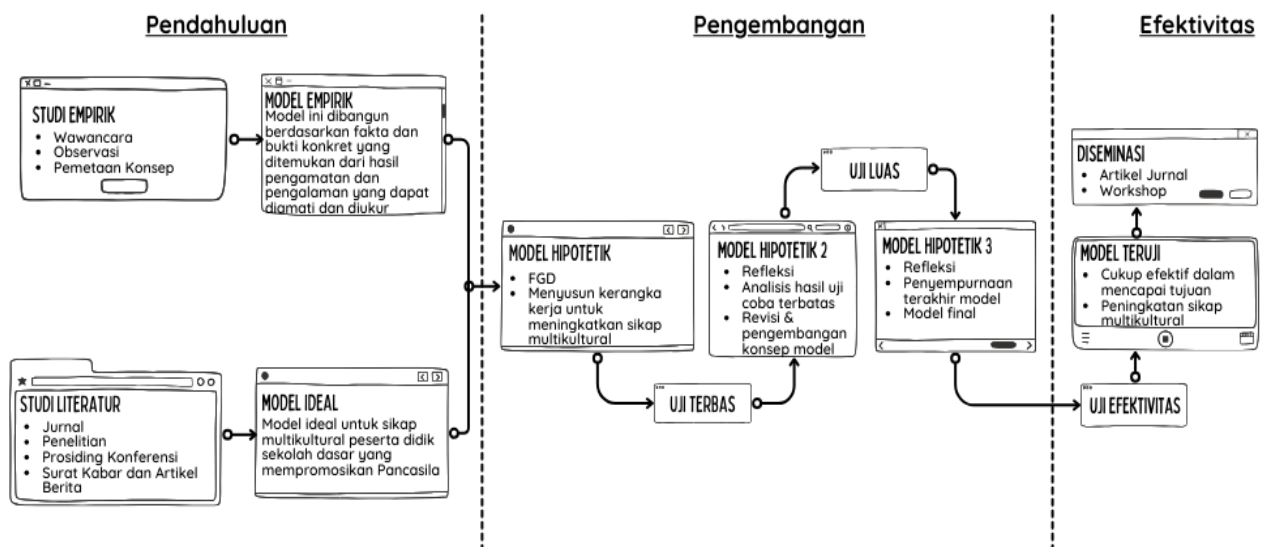 Pendahuluan
STUDI EMPIRIK
• Wawancara
• Observasi
• Pemetaan Konsep
MODEL EMPIRIK
Model ini dibangun
berdasarkan fakta dan
bukti konkret yang
ditemukan dari hasil
pengamatan dan
pengalaman yang dapat
diamati dan diukur
STUDI LITERATUR
• Jurnal
• Penelitian
• Prosiding Konferensi
• Surat Kabar dan Artikel
Berita
MODEL IDEAL
Model ideal untuk sikap
multikultural peserta didik
sekolah dasar yang
mempromosikan Pancasila
Pengembangan
MODEL HIPOTETIK
• FGD
• Menyusun kerangka
kerja untuk
meningkatkan sikap
multikultural
UJI TERBAS
MODEL HIPOTETIK 2
• Refleksi
• Analisis hasil uji
coba terbatas
• Revisi &
pengembangan
konsep model
UJI LUAS
MODEL HIPOTETIK 3
• Refleksi
• Penyempurnaan
terakhir model
• Model final
Efektivitas
UJI EFEKTIVITAS
MODEL TERUJI
• Cukup efektif dalam
mencapai tujuan
• Peningkatan sikap
multikultural
DISEMINASI
• Artikel Jurnal
• Workshop